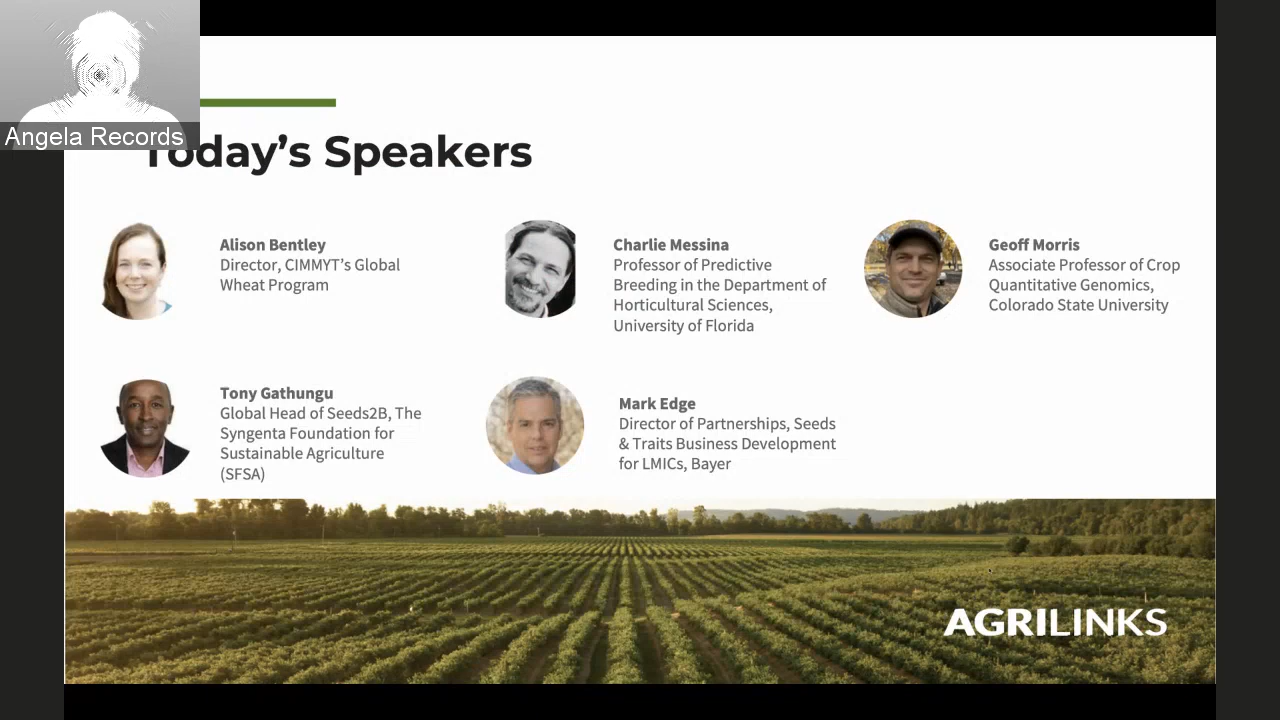 Angela Records
Today's Speakers
Alison Bentley
Director, CIMMYT's Global
Wheat Program
Charlie Messina
Professor of Predictive
Breeding in the Department of
Horticultural Sciences,
University of Florida
Geoff Morris
Associate Professor of Crop
Quantitative Genomics,
Colorado State University
Tony Gathungu
Global Head of Seeds2B, The
Syngenta Foundation for
Sustainable Agriculture
(SFSA)
Mark Edge
Director of Partnerships, Seeds
& Traits Business Development
for LMICs, Bayer
AGRILINKS